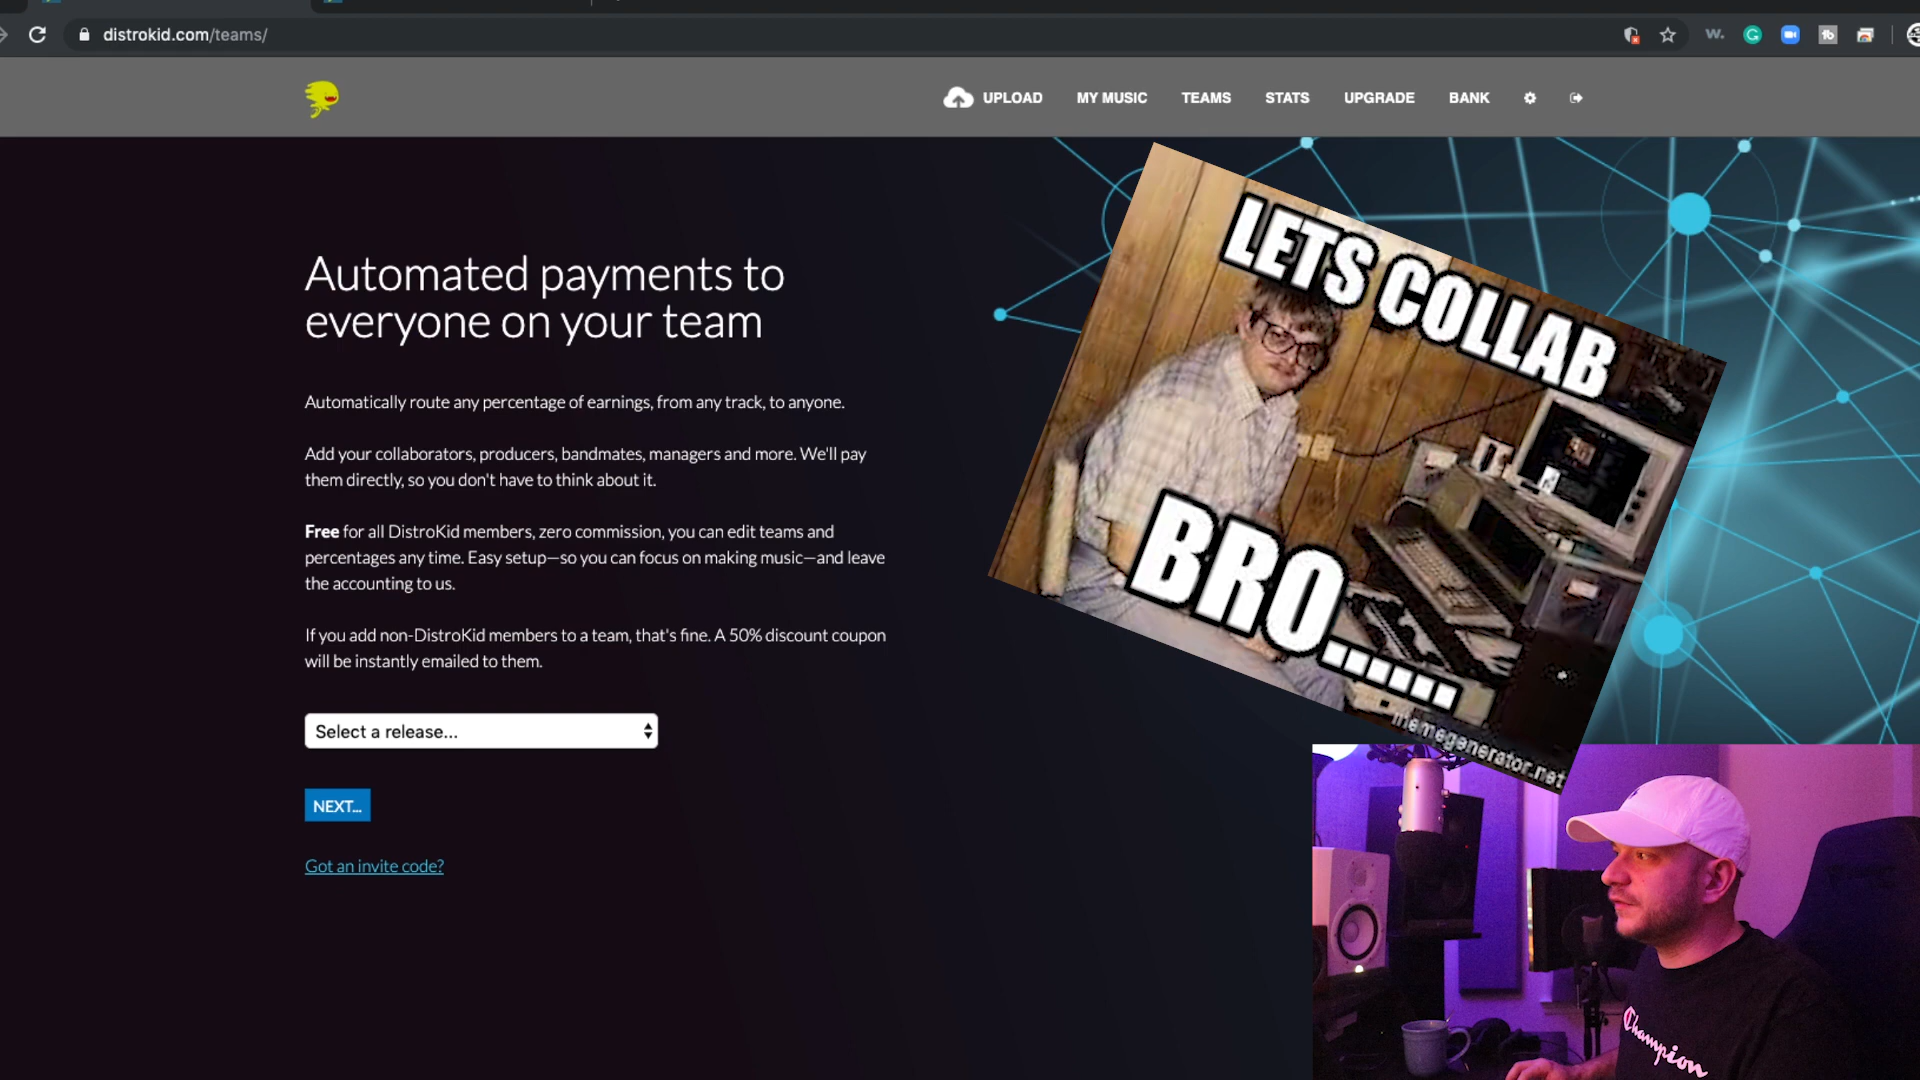 distrokid.com/teams/
W.
UPLOAD
MY MUSIC
TEAMS
STATS
UPGRADE
BANK
Automated payments to
everyone on your team
Automatically route any percentage of earnings, from any track, to anyone.
Add your collaborators, producers, bandmates, managers and more. We'll pay
them directly, so you don't have to think about it.
Free for all DistroKid members, zero commission, you can edit teams and
percentages any time. Easy setup—so you can focus on making music—and leave
the accounting to us.
If you add non-DistroKid members to a team, that's fine. A 50% discount coupon
will be instantly emailed to them.
Select a release...
NEXT...
Got an invite code?
LETS COLLAB
BRO......
memegenerator.net
Champion